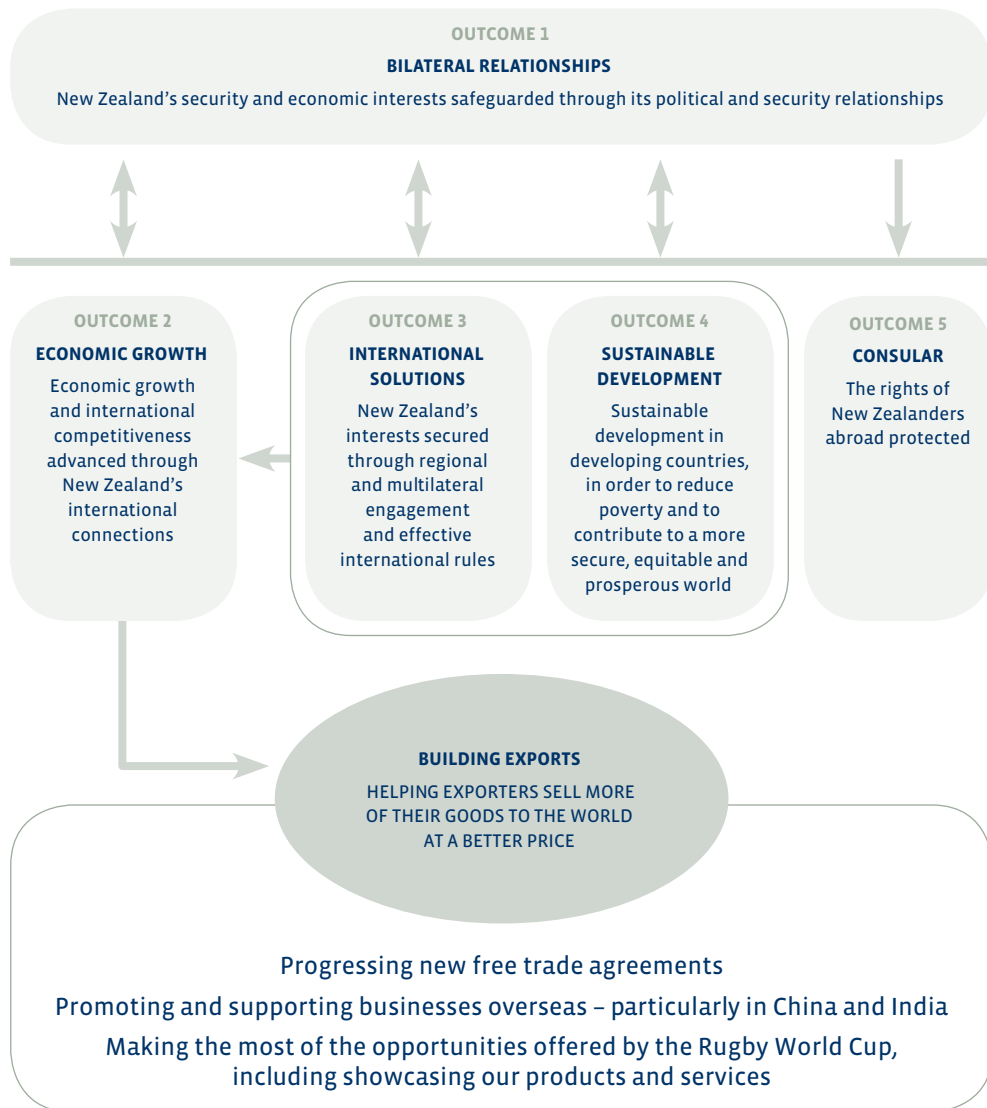 OUTCOME 1
BILATERAL RELATIONSHIPS
New Zealand’s security and economic interests safeguarded through its political and security relationships
OUTCOME 2
ECONOMIC GROWTH
Economic growth
and international
competitiveness
advanced through
New Zealand’s
international
connections
OUTCOME 3
INTERNATIONAL
SOLUTIONS
New Zealand’s
interests secured
through regional
and multilateral
engagement
and effective
international rules
OUTCOME 4
SUSTAINABLE
DEVELOPMENT
Sustainable
development in
developing countries,
in order to reduce
poverty and to
contribute to a more
secure, equitable and
prosperous world
OUTCOME 5
CONSULAR
The rights of
New Zealanders
abroad protected
BUILDING EXPORTS
HELPING EXPORTERS SELL MORE
OF THEIR GOODS TO THE WORLD
AT A BETTER PRICE
Progressing new free trade agreements
Promoting and supporting businesses overseas – particularly in China and India
Making the most of the opportunities offered by the Rugby World Cup,
including showcasing our products and services